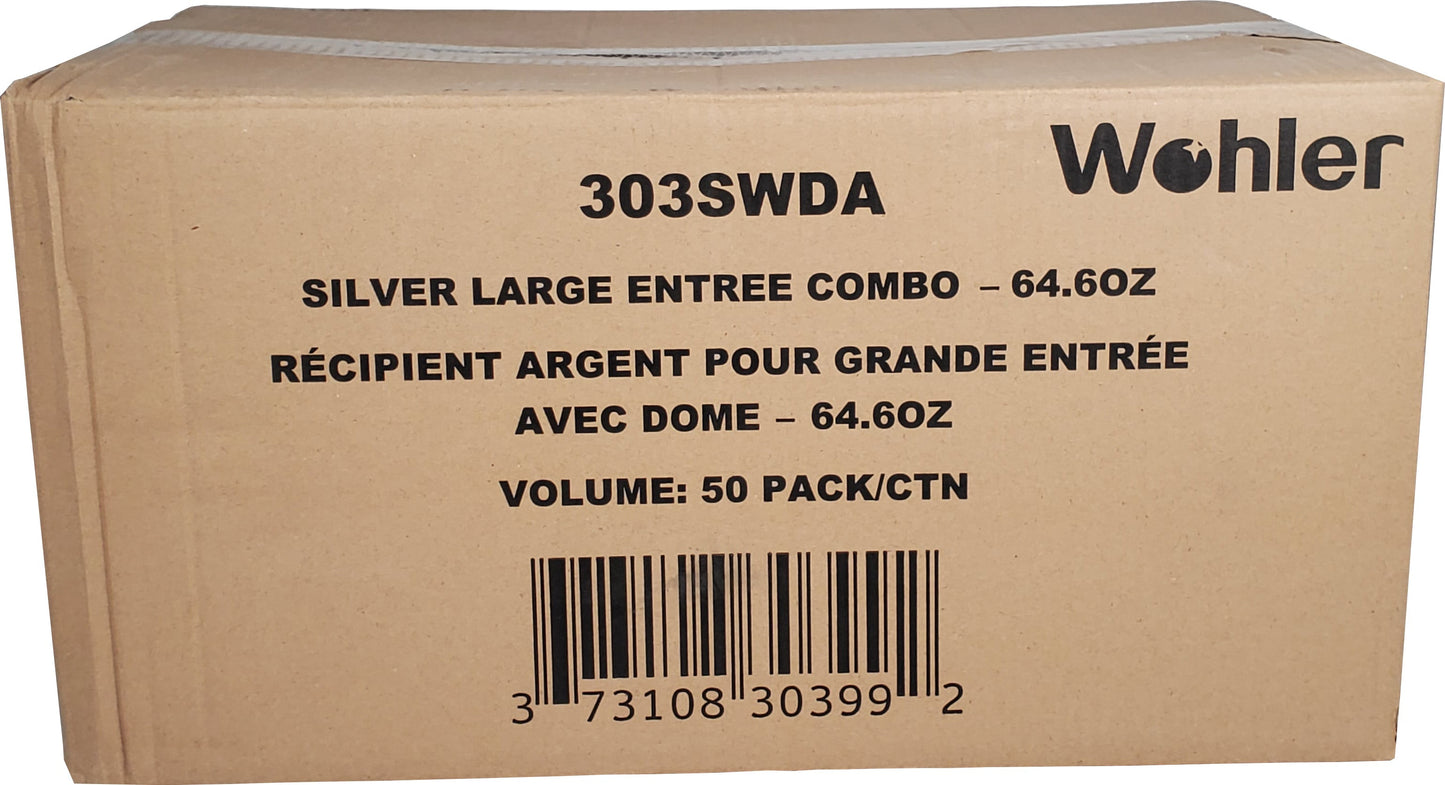 Wohler
303SWDA
SILVER LARGE ENTREE COMBO – 64.6OZ
RÉCIPIENT ARGENT POUR GRANDE ENTRÉE
AVEC DOME – 64.6OZ
VOLUME: 50 PACK/CTN
3 73108 30399 2